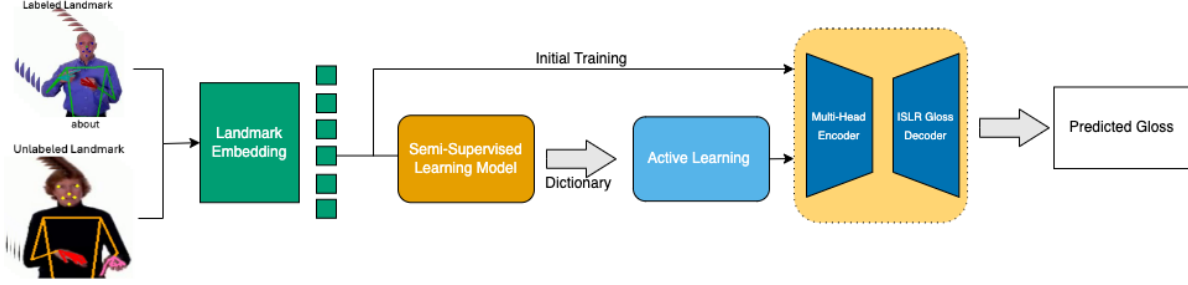 Labeled Landmark
about
Unlabeled Landmark
Landmark
Embedding
Initial Training
Semi-Supervised
Learning Model
Dictionary
Active Learning
Multi-Head
Encoder
ISLR Gloss
Decoder
Predicted Gloss